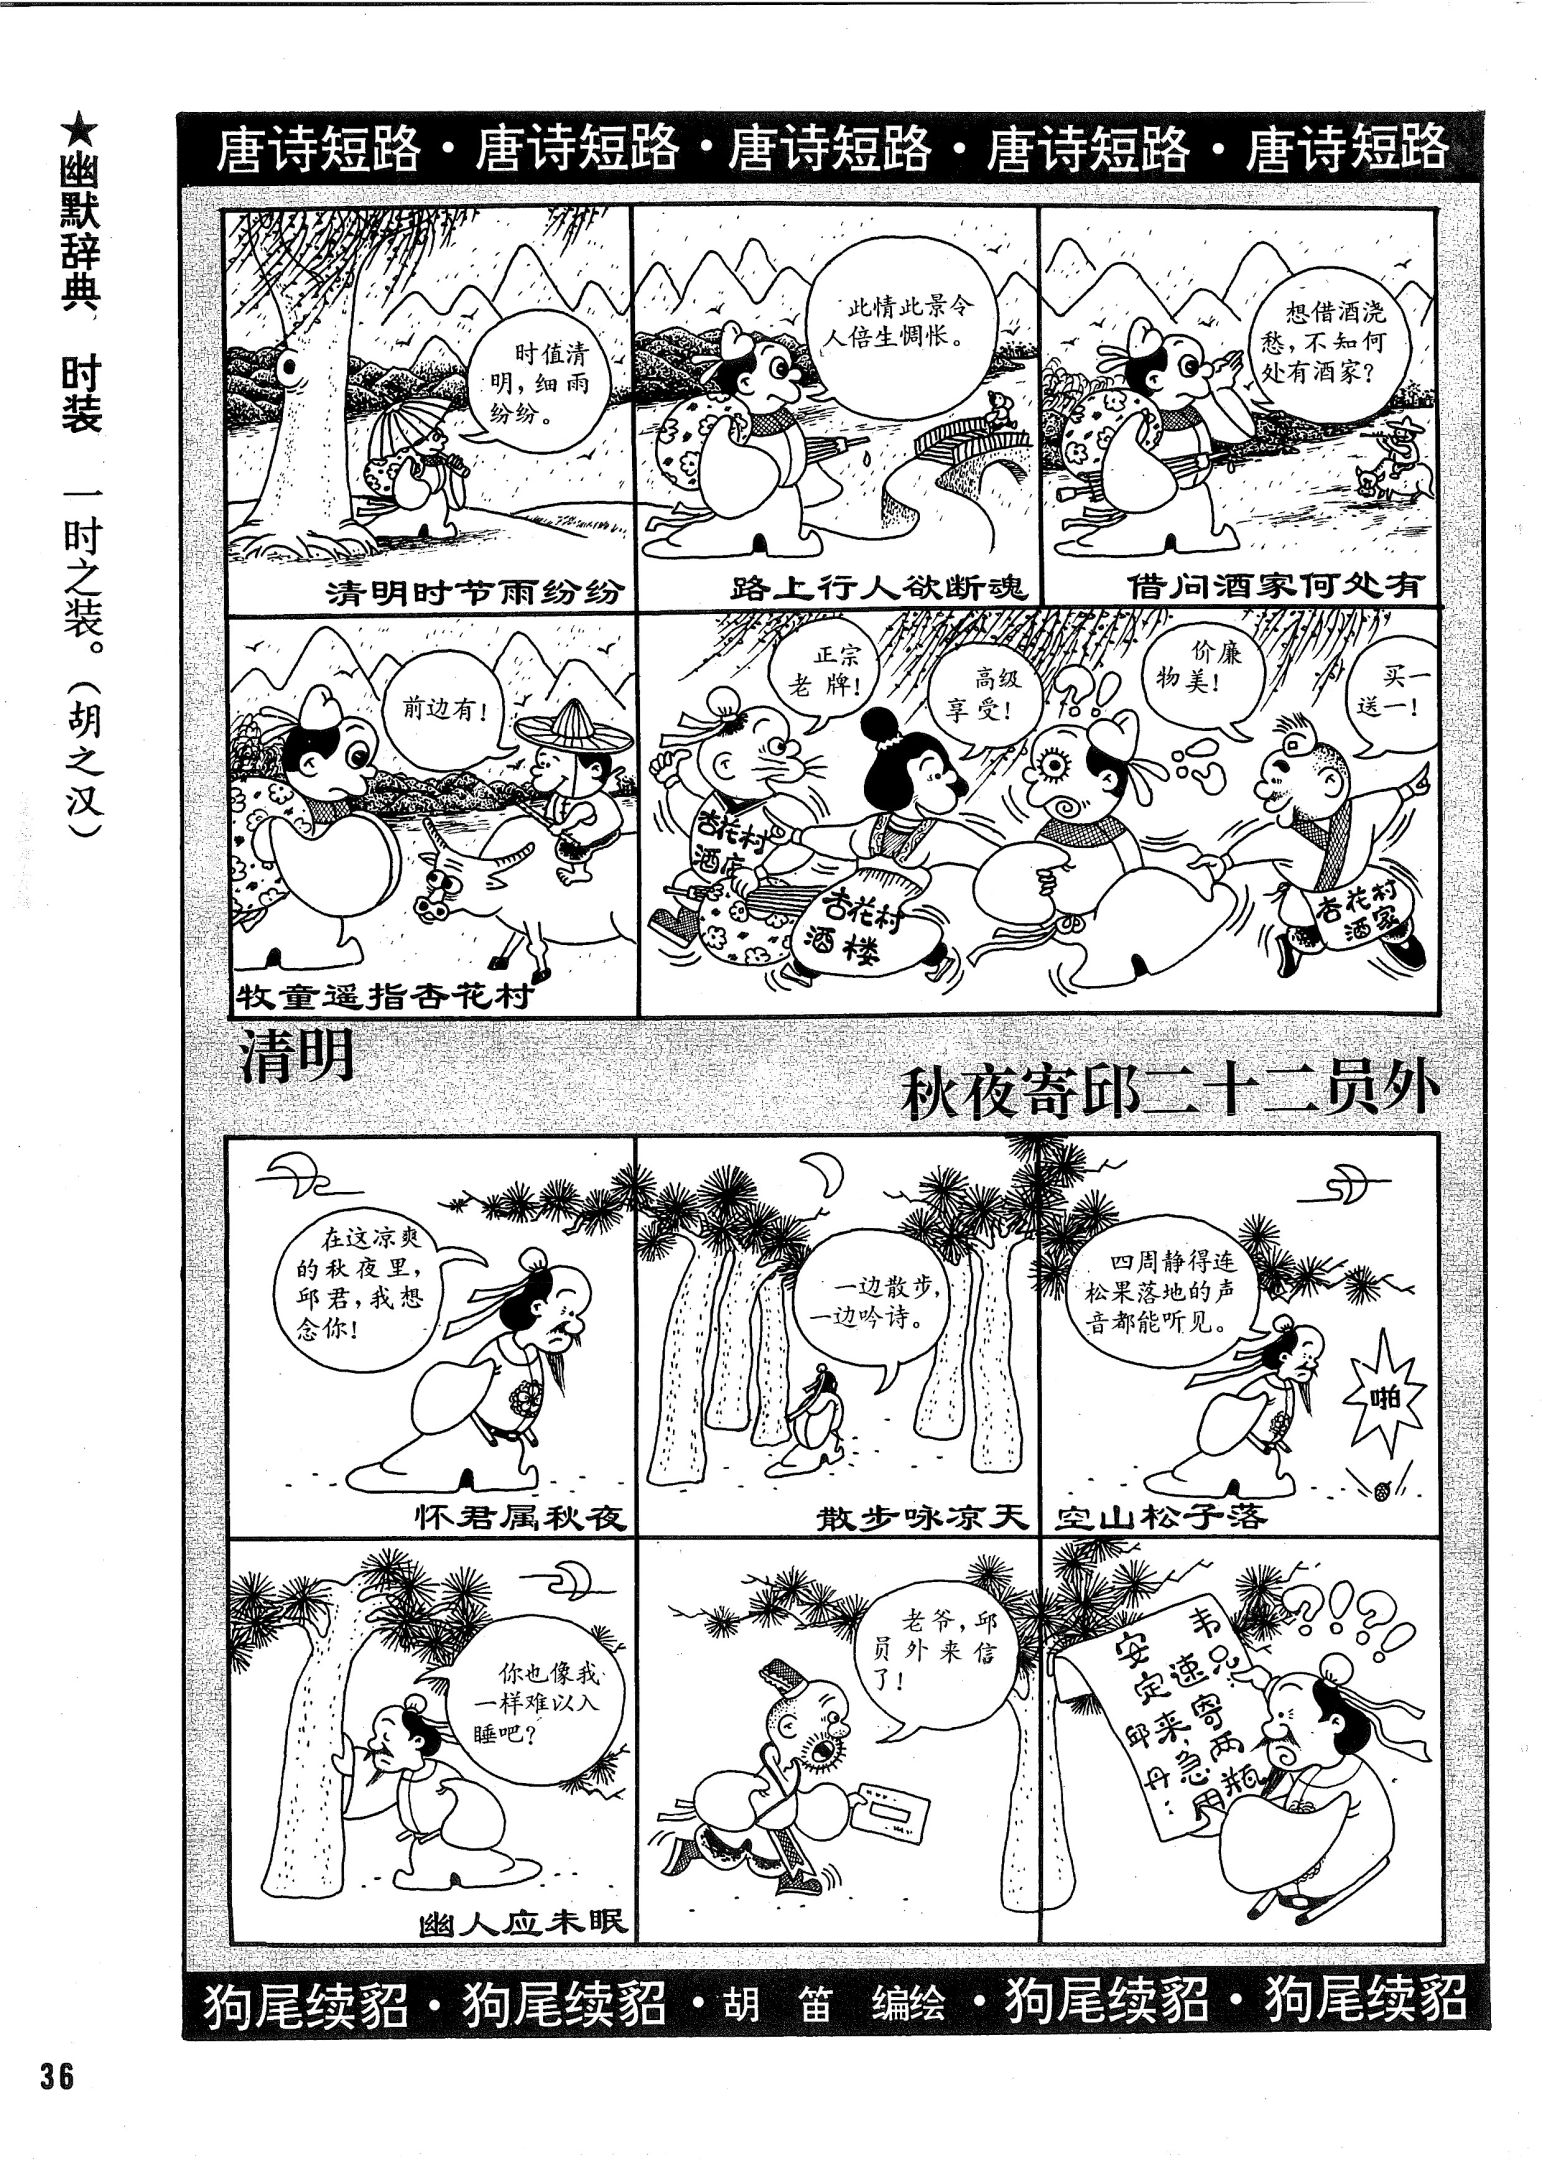 ★幽默辞典 时装 一时之装。(胡之汉)
唐诗短路·唐诗短路·唐诗短路·唐诗短路·唐诗短路
时值清
明,细雨
纷纷。
清明时节雨纷纷
此情此景令
人倍生惆怅。
路上行人欲断魂
想借酒浇
愁,不知何
处有酒家?
借问酒家何处有
前边有!
牧童遥指杏花村
正宗
老牌!
高级
享受!
?!
价廉
物美!
买一
送一!
杏花村
酒店
杏花村
酒楼
杏花村
酒家
清明
秋夜寄邱二十二员外
在这凉爽
的秋夜里,
邱君,我想
念你!
怀君属秋夜
一边散步,
一边吟诗。
散步咏凉天
四周静得连
松果落地的声
音都能听见。
啪
空山松子落
你也像我
一样难以入
睡吧?
幽人应未眠
老爷,邱
员外来信
了!
?!?!
韦兄
速寄两瓶
安定来,急用
邱丹
狗尾续貂·狗尾续貂·胡笛 编绘·狗尾续貂·狗尾续貂
36